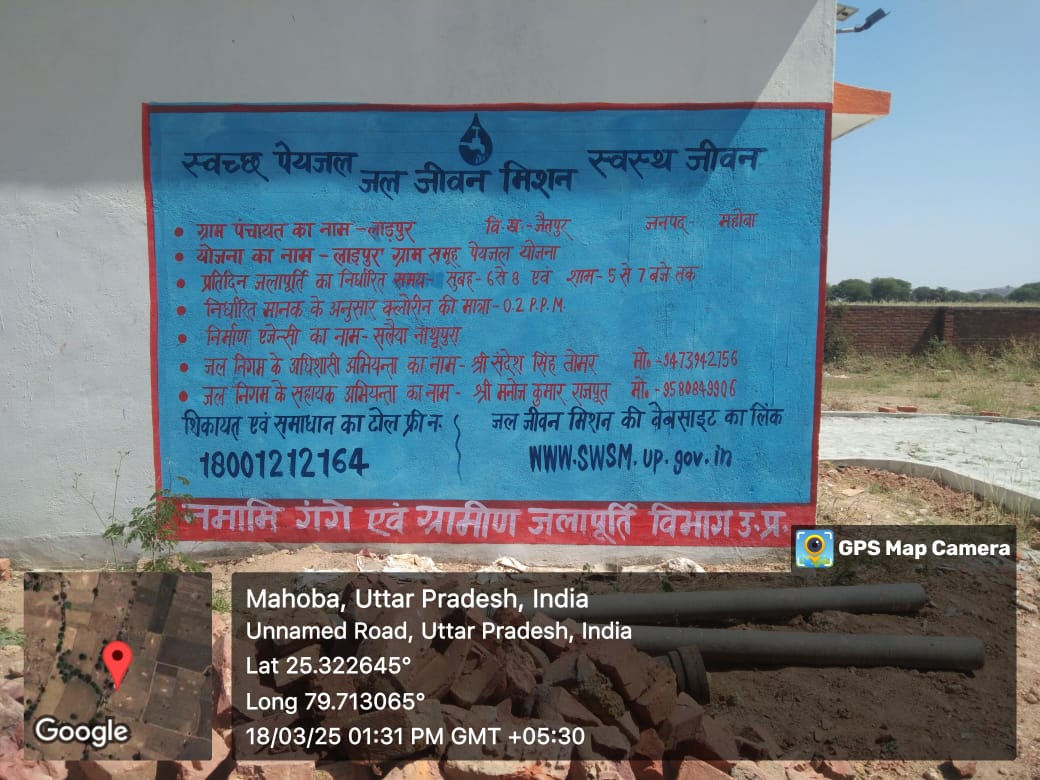 स्वच्छ पेयजल जल जीवन मिशन स्वस्थ जीवन
• ग्राम पंचायत का नाम - लाड़पुर वि.ख.-जैतपुर जनपद- महोबा
• योजना का नाम - लाड़पुर ग्राम समूह पेयजल योजना
• प्रतिदिन जलापूर्ति का निर्धारित समय- सुबह- 6 से 8 एवं शाम- 5 से 7 बजे तक
• निर्धारित मानक के अनुसार क्लोरीन की मात्रा - 0.2 P.P.M.
• निर्माण एजेन्सी का नाम- सलैया नाथूपुरा
• जल निगम के अधिशासी अभियन्ता का नाम- श्री संदेश सिंह तोमर मो.-9473942756
• जल निगम के सहायक अभियन्ता का नाम- श्री मनोज कुमार राजपूत मो.-9580849906
शिकायत एवं समाधान का टोल फ्री नं. जल जीवन मिशन की वेबसाइट का लिंक
18001212164 WWW.SWSM.up.gov.in
नमामि गंगे एवं ग्रामीण जलापूर्ति विभाग उ.प्र.
GPS Map Camera
Mahoba, Uttar Pradesh, India
Unnamed Road, Uttar Pradesh, India
Lat 25.322645°
Long 79.713065°
18/03/25 01:31 PM GMT +05:30
Google